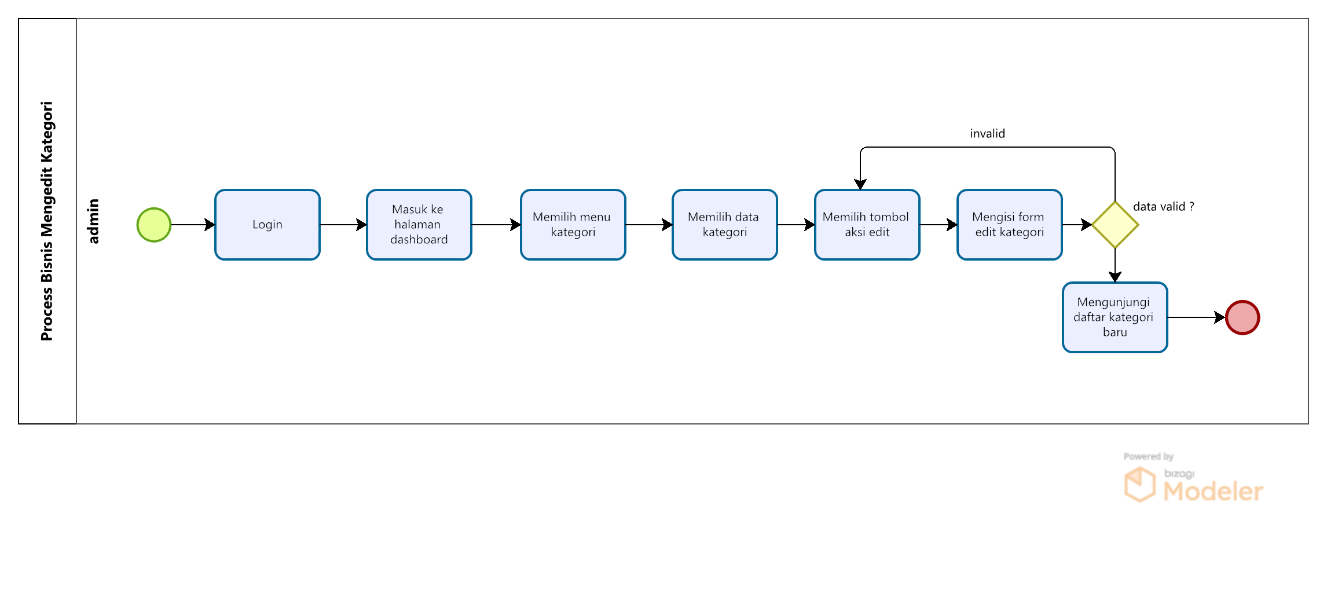 Process Bisnis Mengedit Kategori
admin
Login
Masuk ke
halaman
dashboard
Memilih menu
kategori
Memilih data
kategori
Memilih tombol
aksi edit
Mengisi form
edit kategori
invalid
data valid ?
Mengunjungi
daftar kategori
baru
Powered by
bizagi
Modeler